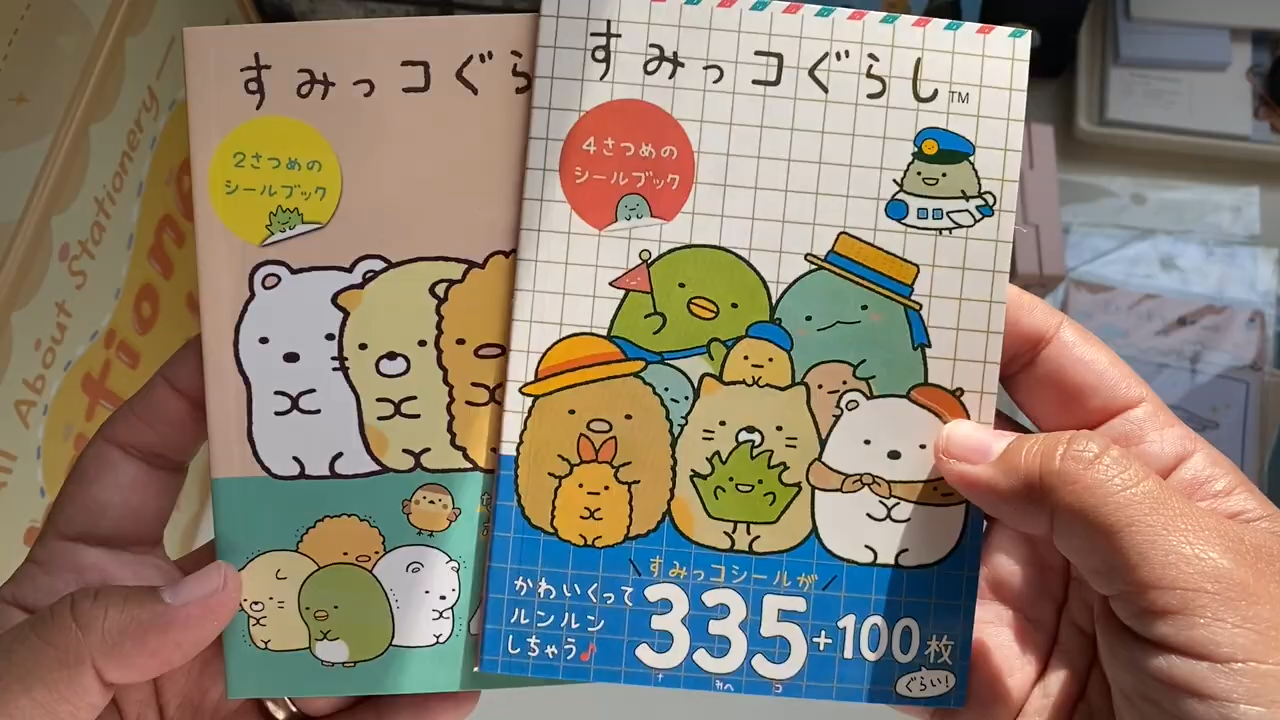 すみっコぐら
2さつめの
シールブック
すみっコぐらし™
4さつめの
シールブック
すみっコシールが
かわいくって
ルンルン
しちゃう♪
335+100枚
ぐらい!
All About Stationery